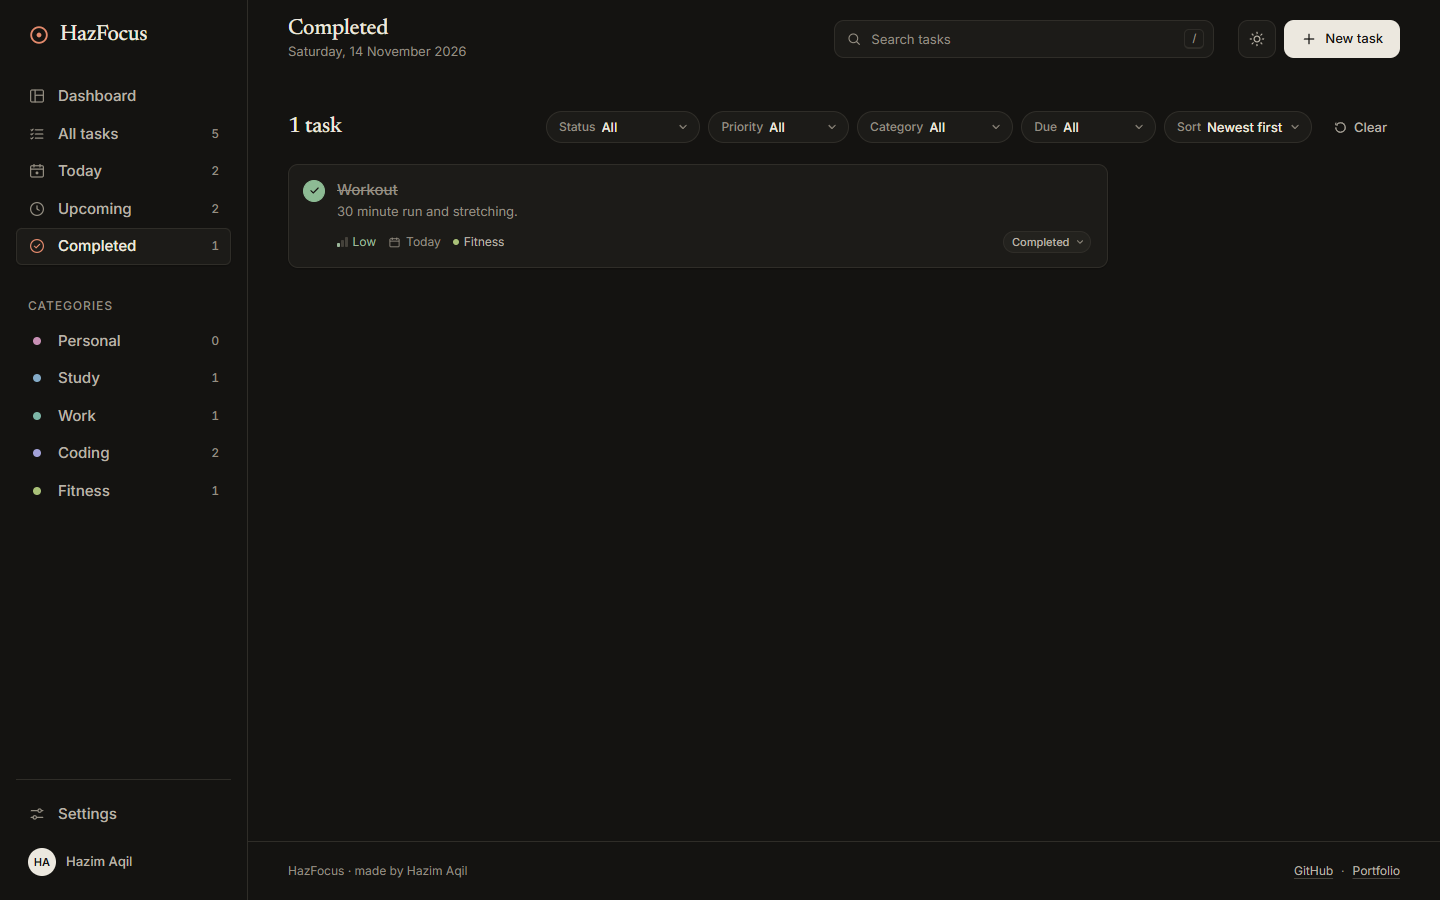 HazFocus
Dashboard
All tasks 5
Today 2
Upcoming 2
Completed 1
CATEGORIES
Personal 0
Study 1
Work 1
Coding 2
Fitness 1
Settings
HA Hazim Aqil
Completed
Saturday, 14 November 2026
Search tasks /
New task
1 task
Status All Priority All Category All Due All Sort Newest first Clear
Workout
30 minute run and stretching.
Low Today Fitness Completed
HazFocus · made by Hazim Aqil
GitHub · Portfolio